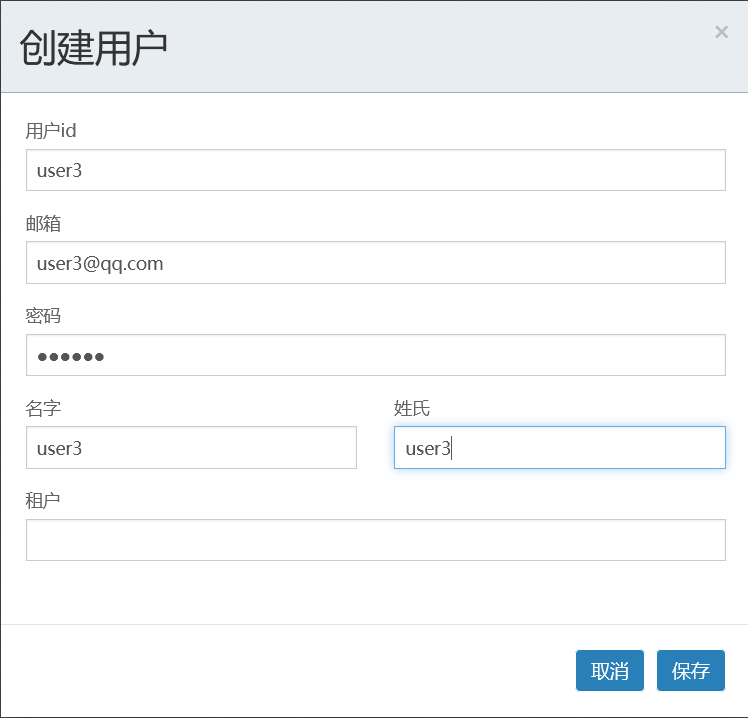 创建用户
×
用户id
user3
邮箱
user3@qq.com
密码
●●●●●●
名字 姓氏
user3 user3
租户
取消 保存